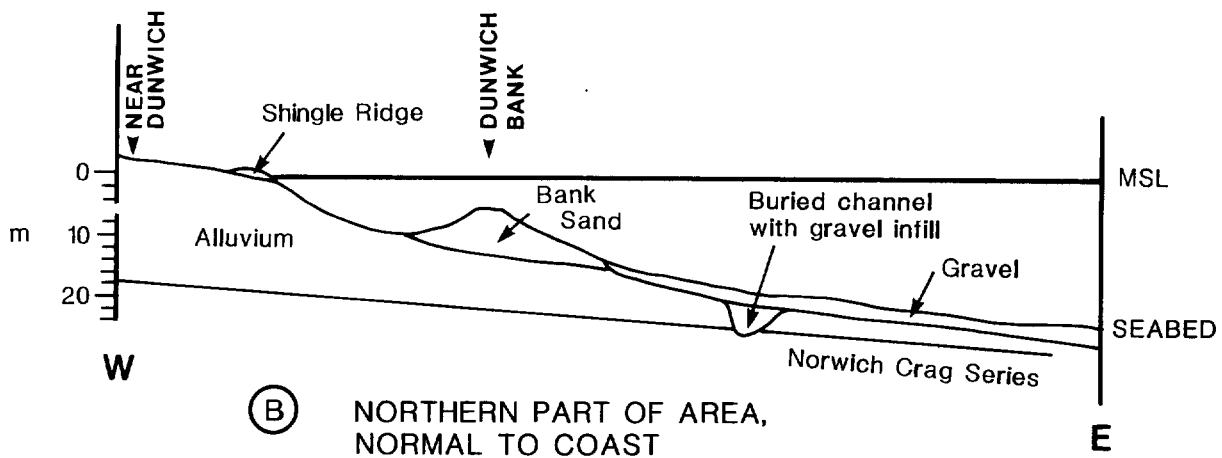 NEAR
DUNWICH
DUNWICH
BANK
Shingle Ridge
0
MSL
Bank
Sand
Buried channel
with gravel infill
m
10
Alluvium
Gravel
20
SEABED
Norwich Crag Series
W
B
NORTHERN PART OF AREA,
NORMAL TO COAST
E